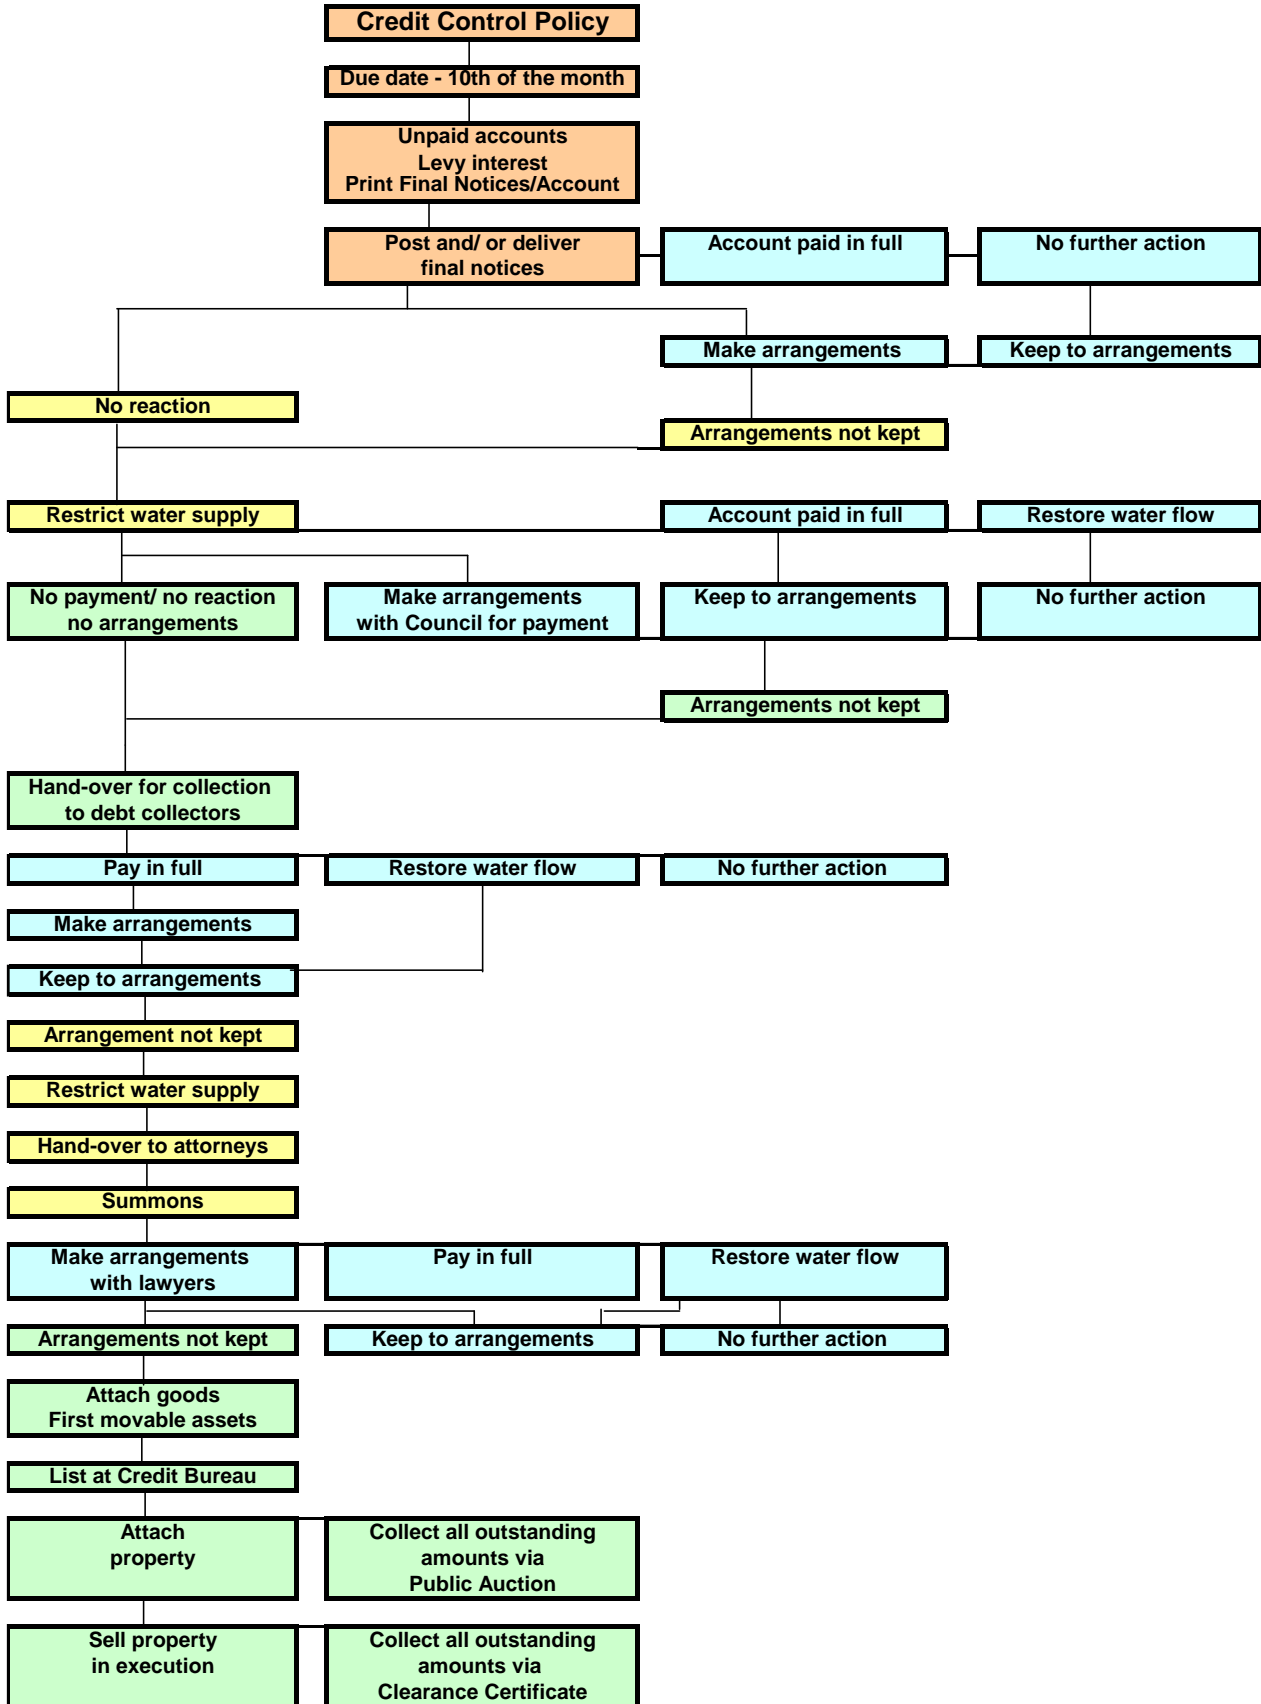 Credit Control Policy
Due date - 10th of the month
Unpaid accounts
Levy interest
Print Final Notices/Account
Post and/ or deliver
final notices
Account paid in full
No further action
Make arrangements
Keep to arrangements
No reaction
Arrangements not kept
Restrict water supply
Account paid in full
Restore water flow
No payment/ no reaction
no arrangements
Make arrangements
with Council for payment
Keep to arrangements
No further action
Arrangements not kept
Hand-over for collection
to debt collectors
Pay in full
Restore water flow
No further action
Make arrangements
Keep to arrangements
Arrangement not kept
Restrict water supply
Hand-over to attorneys
Summons
Make arrangements
with lawyers
Pay in full
Restore water flow
Arrangements not kept
Keep to arrangements
No further action
Attach goods
First movable assets
List at Credit Bureau
Attach
property
Collect all outstanding
amounts via
Public Auction
Sell property
in execution
Collect all outstanding
amounts via
Clearance Certificate